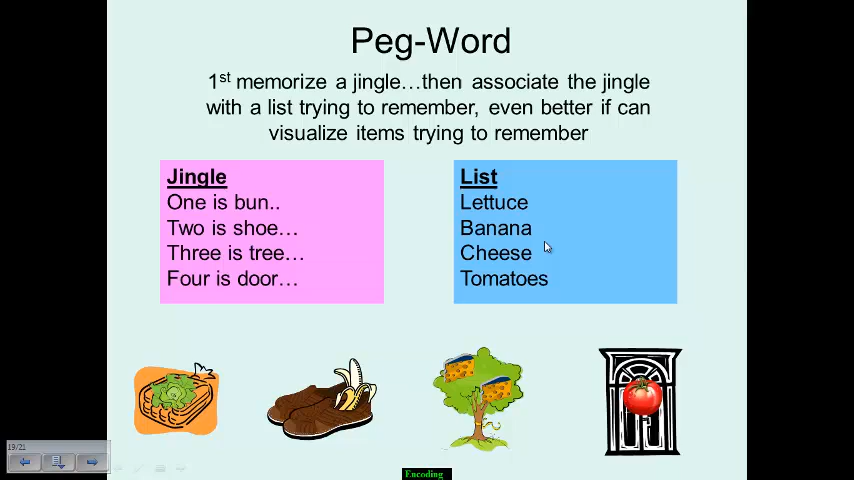 Peg-Word
1st memorize a jingle…then associate the jingle
with a list trying to remember, even better if can
visualize items trying to remember
Jingle
One is bun..
Two is shoe…
Three is tree…
Four is door…
List
Lettuce
Banana
Cheese
Tomatoes
19/21
Encoding